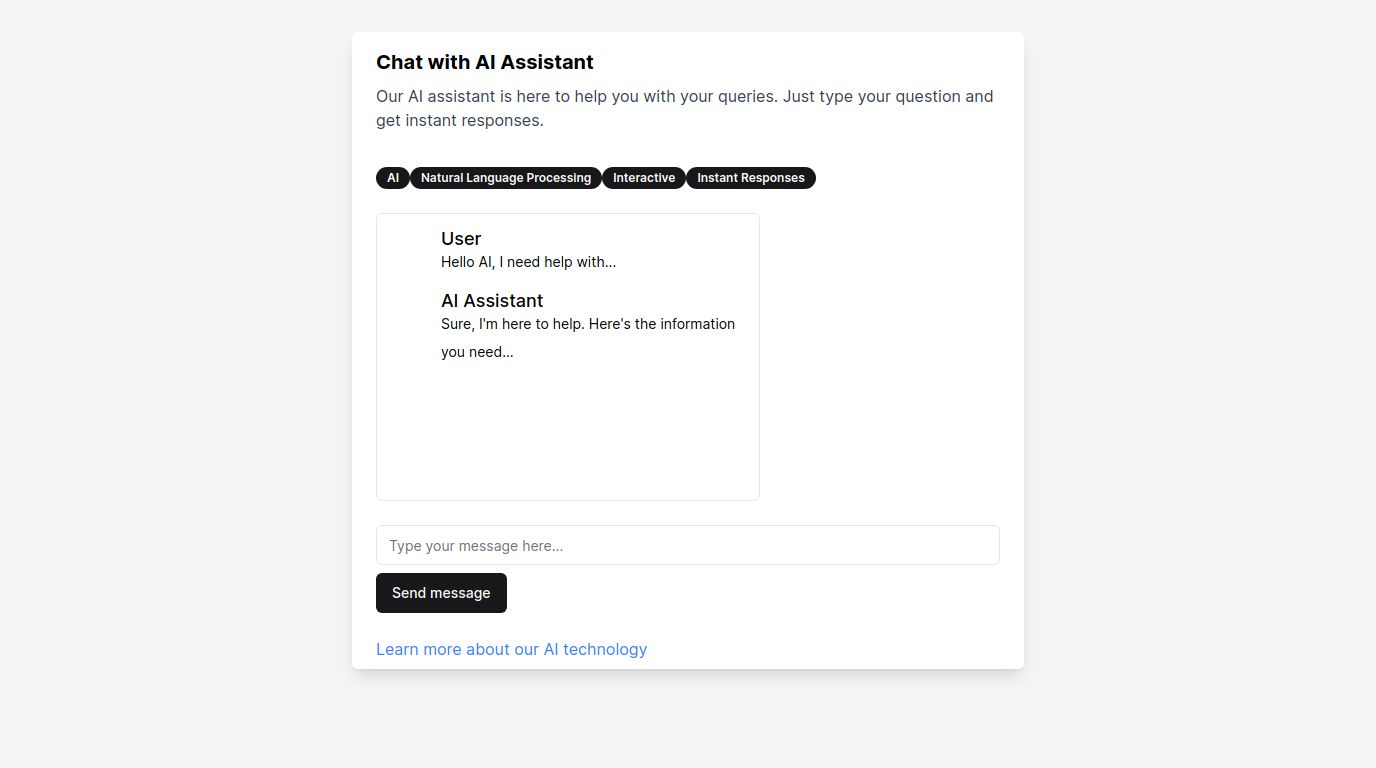 Chat with AI Assistant
Our AI assistant is here to help you with your queries. Just type your question and
get instant responses.
AI Natural Language Processing Interactive Instant Responses
User
Hello AI, I need help with...
AI Assistant
Sure, I'm here to help. Here's the information
you need...
Type your message here...
Send message
Learn more about our AI technology